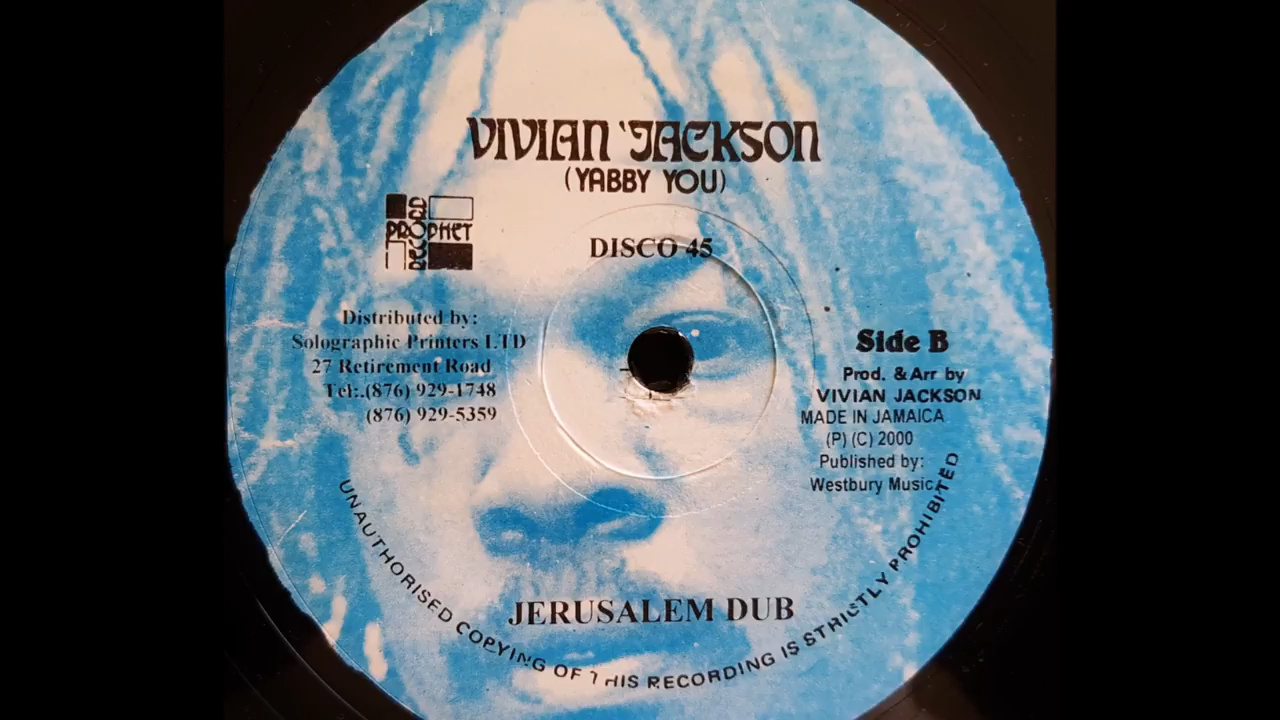 VIVIAN 'JACKSON
(YABBY YOU)
PROPHET
RECORD
DISCO 45
Distributed by:
Solographic Printers LTD
27 Retirement Road
Tel:.(876) 929-1748
(876) 929-5359
Side B
Prod. & Arr by
VIVIAN JACKSON
MADE IN JAMAICA
(P) (C) 2000
Published by:
Westbury Music.
JERUSALEM DUB
UNAUTHORISED COPYING OF THIS RECORDING IS STRICTLY PROHIBITED